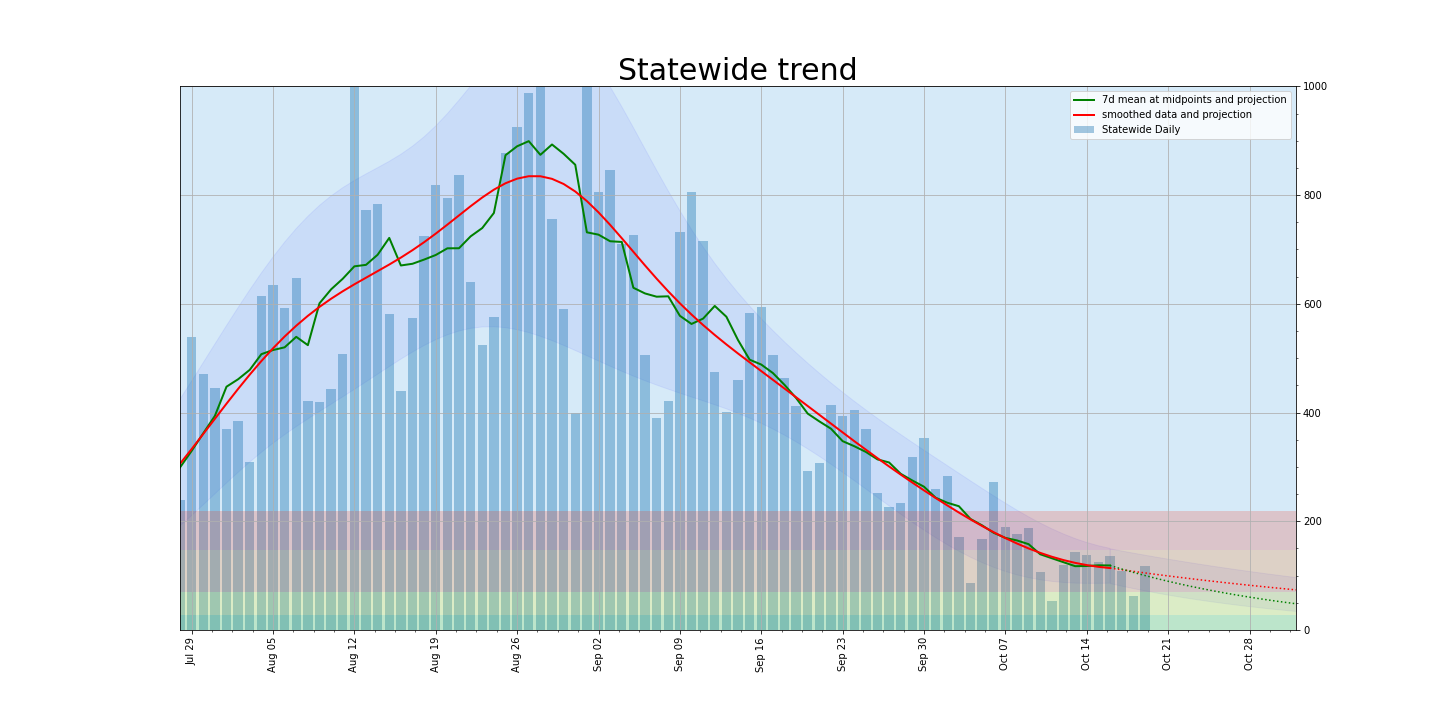 Statewide trend
1000
7d mean at midpoints and projection
smoothed data and projection
Statewide Daily
800
600
400
200
0
Jul 29
Aug 05
Aug 12
Aug 19
Aug 26
Sep 02
Sep 09
Sep 16
Sep 23
Sep 30
Oct 07
Oct 14
Oct 21
Oct 28